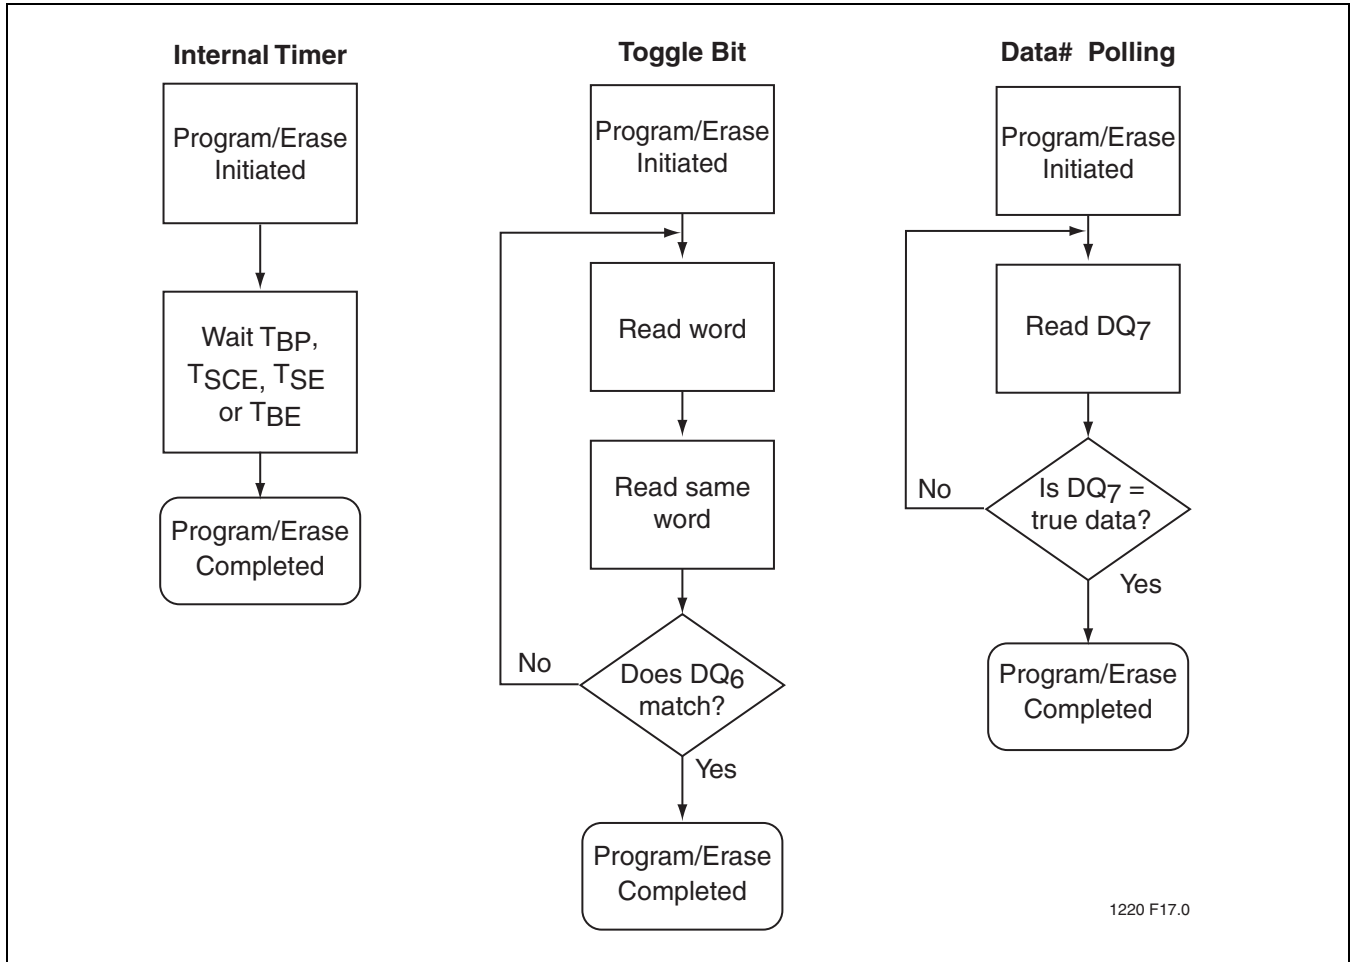 Internal Timer
Program/Erase
Initiated
Wait TBP,
TSCE, TSE
or TBE
Program/Erase
Completed
Toggle Bit
Program/Erase
Initiated
Read word
Read same
word
Does DQ6
match?
No
Yes
Program/Erase
Completed
Data# Polling
Program/Erase
Initiated
Read DQ7
Is DQ7 =
true data?
No
Yes
Program/Erase
Completed
1220 F17.0